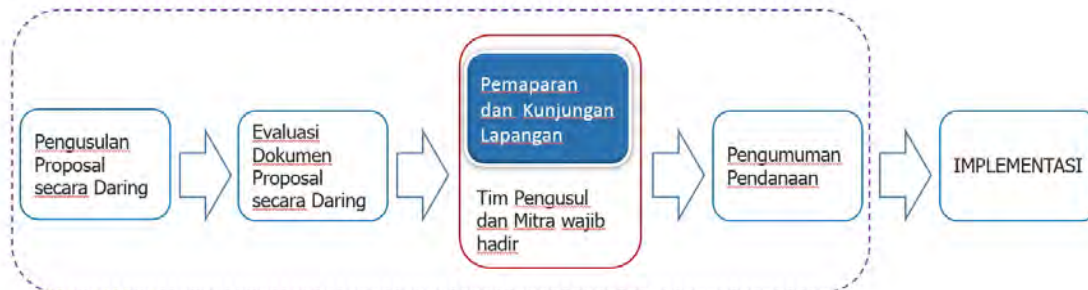 Pengusulan
Proposal
secara Daring
Evaluasi
Dokumen
Proposal
secara Daring
Pemaparan
dan Kunjungan
Lapangan
Tim Pengusul
dan Mitra wajib
hadir
Pengumuman
Pendanaan
IMPLEMENTASI